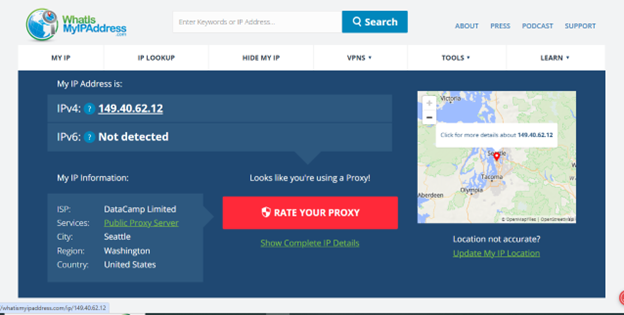 WhatIs
MyIPAddress
.com
Enter Keywords or IP Address...
Search
ABOUT PRESS PODCAST SUPPORT
MY IP IP LOOKUP HIDE MY IP VPNS TOOLS LEARN
My IP Address is:
IPv4: ? 149.40.62.12
IPv6: ? Not detected
My IP Information:
ISP: DataCamp Limited
Services: Public Proxy Server
City: Seattle
Region: Washington
Country: United States
Looks like you're using a Proxy!
RATE YOUR PROXY
Show Complete IP Details
+
−
Victoria
Click for more details about 149.40.62.12
Seattle
Tacoma
Olympia
Aberdeen
© OpenMapTiles | © OpenStreetMap
Location not accurate?
Update My IP Location
/whatismyipaddress.com/ip/149.40.62.12